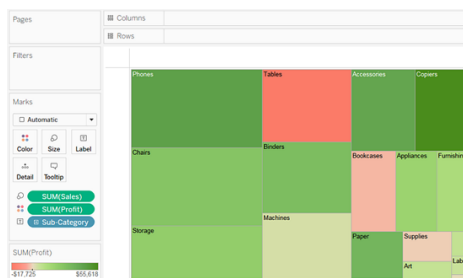 Pages
Columns
Rows
Filters
Marks
Automatic
Color
Size
Label
Detail
Tooltip
SUM(Sales)
SUM(Profit)
Sub-Category
SUM(Profit)
-$17,725
$55,618
Phones
Tables
Accessories
Copiers
Chairs
Binders
Bookcases
Appliances
Furnishin
Machines
Storage
Paper
Supplies
Art
Lab